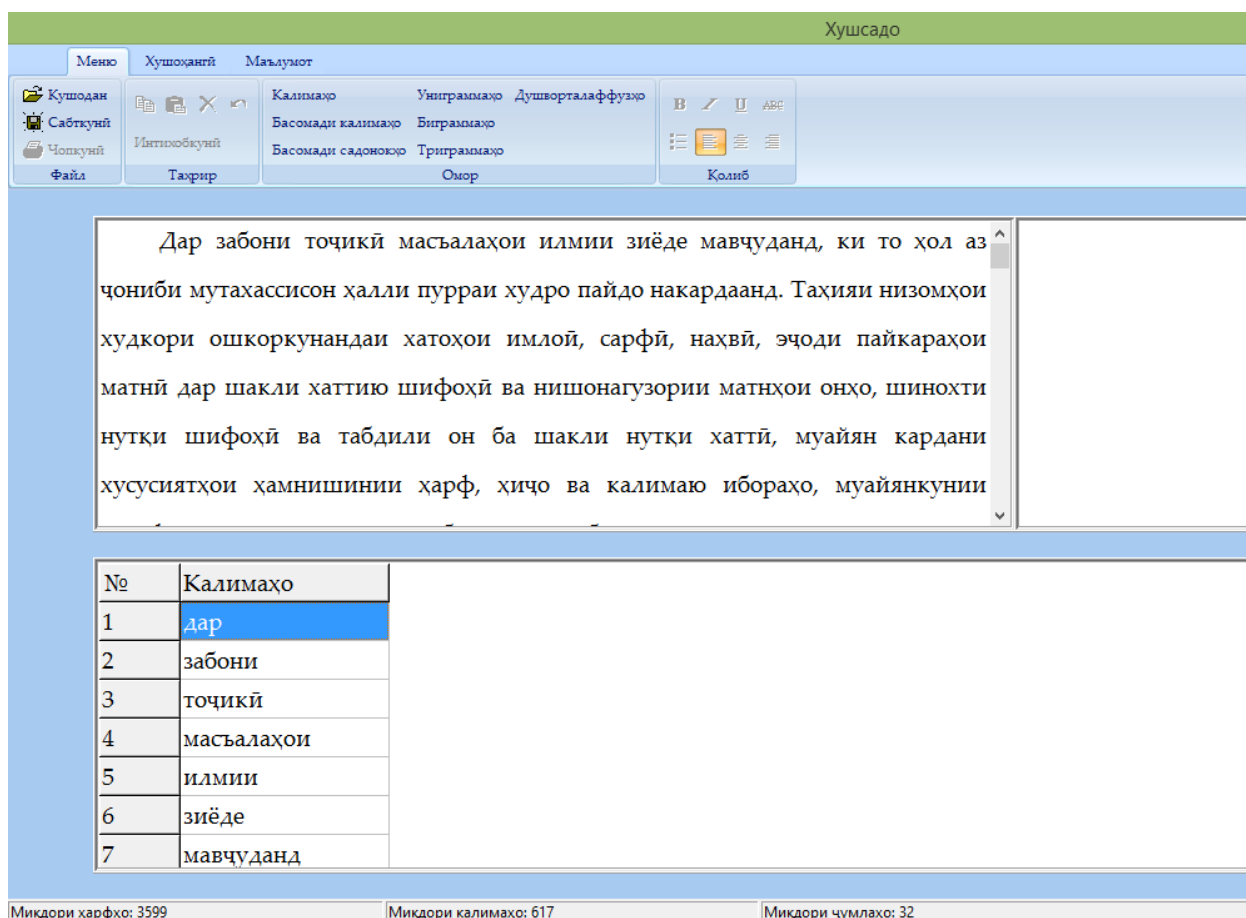 Хушсадо
Меню Хушоҳангӣ Маълумот
Кушодан
Сабткунӣ
Чопкунӣ
Файл
Интихобкунӣ
Таҳрир
Калимаҳо Униграммаҳо Душворталаффузҳо
Басомади калимаҳо Биграммаҳо
Басомади садонокҳо Триграммаҳо
Омор
B I U ABC
Қолиб
Дар забони тоҷикӣ масъалаҳои илмии зиёде мавҷуданд, ки то ҳол аз
ҷониби мутахассисон ҳалли пурраи худро пайдо накардаанд. Таҳияи низомҳои
худкори ошкоркунандаи хатоҳои имлоӣ, сарфӣ, наҳвӣ, эҷоди пайкараҳои
матнӣ дар шакли хаттию шифоҳӣ ва нишонагузории матнҳои онҳо, шинохти
нутқи шифоҳӣ ва табдили он ба шакли нутқи хаттӣ, муайян кардани
хусусиятҳои ҳамнишинии ҳарф, ҳиҷо ва калимаю ибораҳо, муайянкунии
№ Калимаҳо
1 дар
2 забони
3 тоҷикӣ
4 масъалаҳои
5 илмии
6 зиёде
7 мавҷуданд
Миқдори ҳарфҳо: 3599 Миқдори калимаҳо: 617 Миқдори ҷумлаҳо: 32